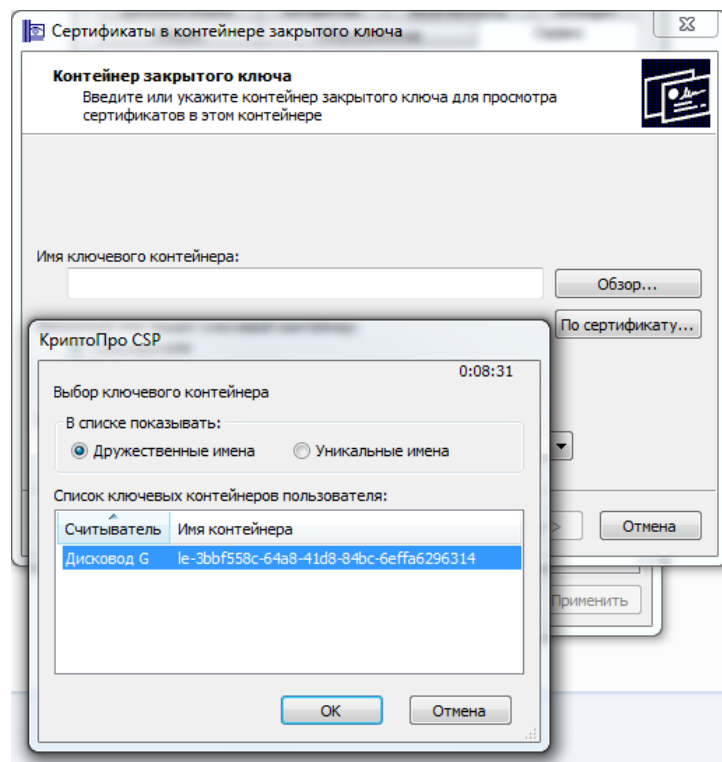 Сертификаты в контейнере закрытого ключа
Контейнер закрытого ключа
Введите или укажите контейнер закрытого ключа для просмотра
сертификатов в этом контейнере
Имя ключевого контейнера:
Обзор...
По сертификату...
КриптоПро CSP
0:08:31
Выбор ключевого контейнера
В списке показывать:
Дружественные имена
Уникальные имена
Список ключевых контейнеров пользователя:
Считыватель Имя контейнера
Дисковод G le-3bbf558c-64a8-41d8-84bc-6effa6296314
> Отмена
Применить
OK Отмена